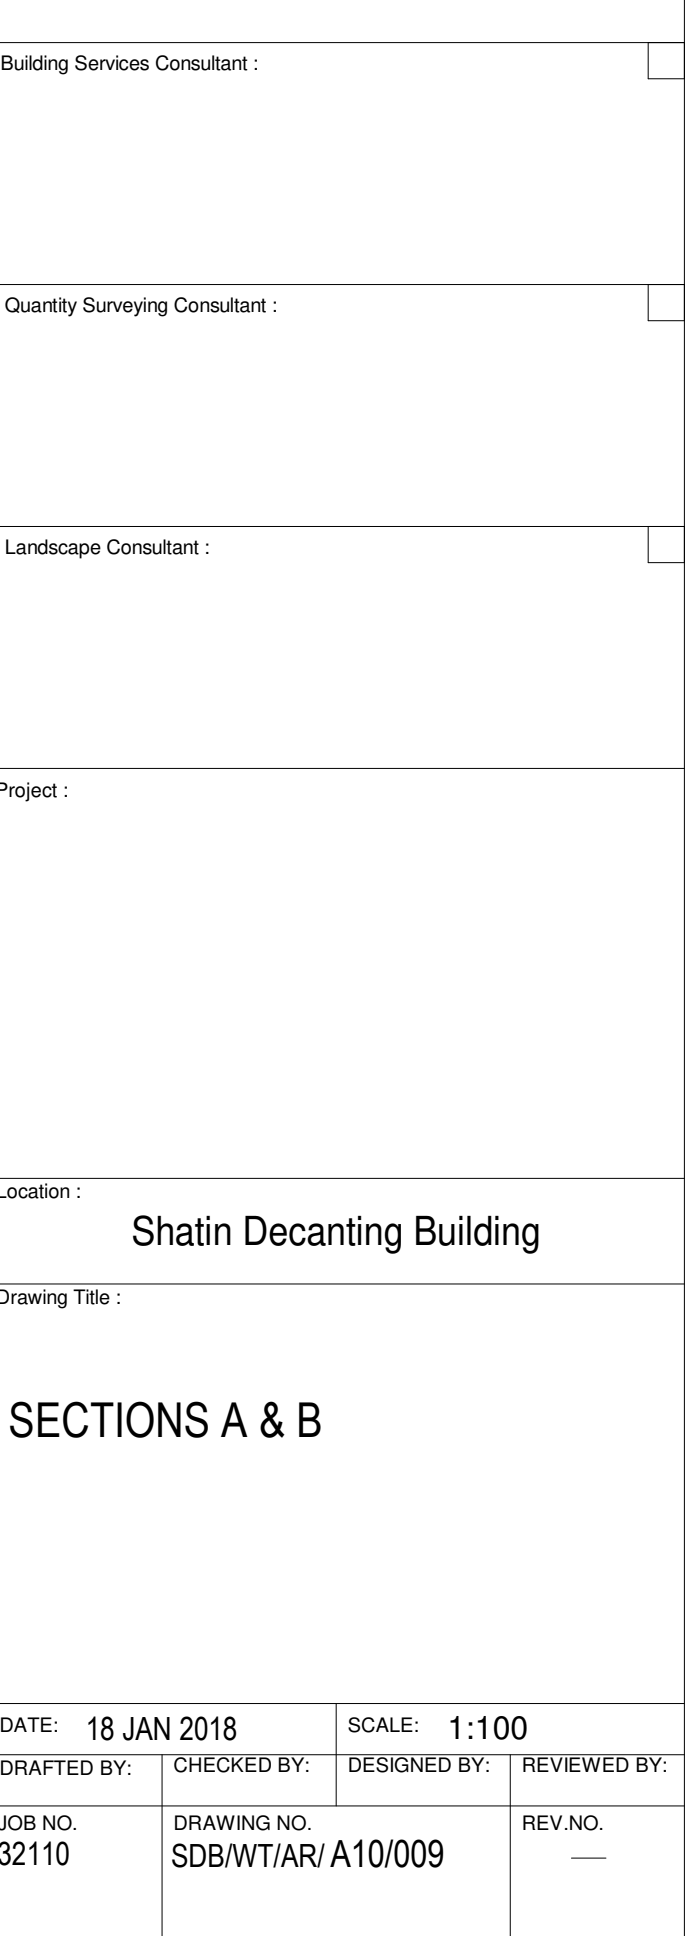 Building Services Consultant :
Quantity Surveying Consultant :
Landscape Consultant :
Project :
Location :
Shatin Decanting Building
Drawing Title :
SECTIONS A & B
DATE: 18 JAN 2018 SCALE: 1:100
DRAFTED BY: CHECKED BY: DESIGNED BY: REVIEWED BY:
JOB NO. DRAWING NO. REV.NO.
32110 SDB/WT/AR/ A10/009 —